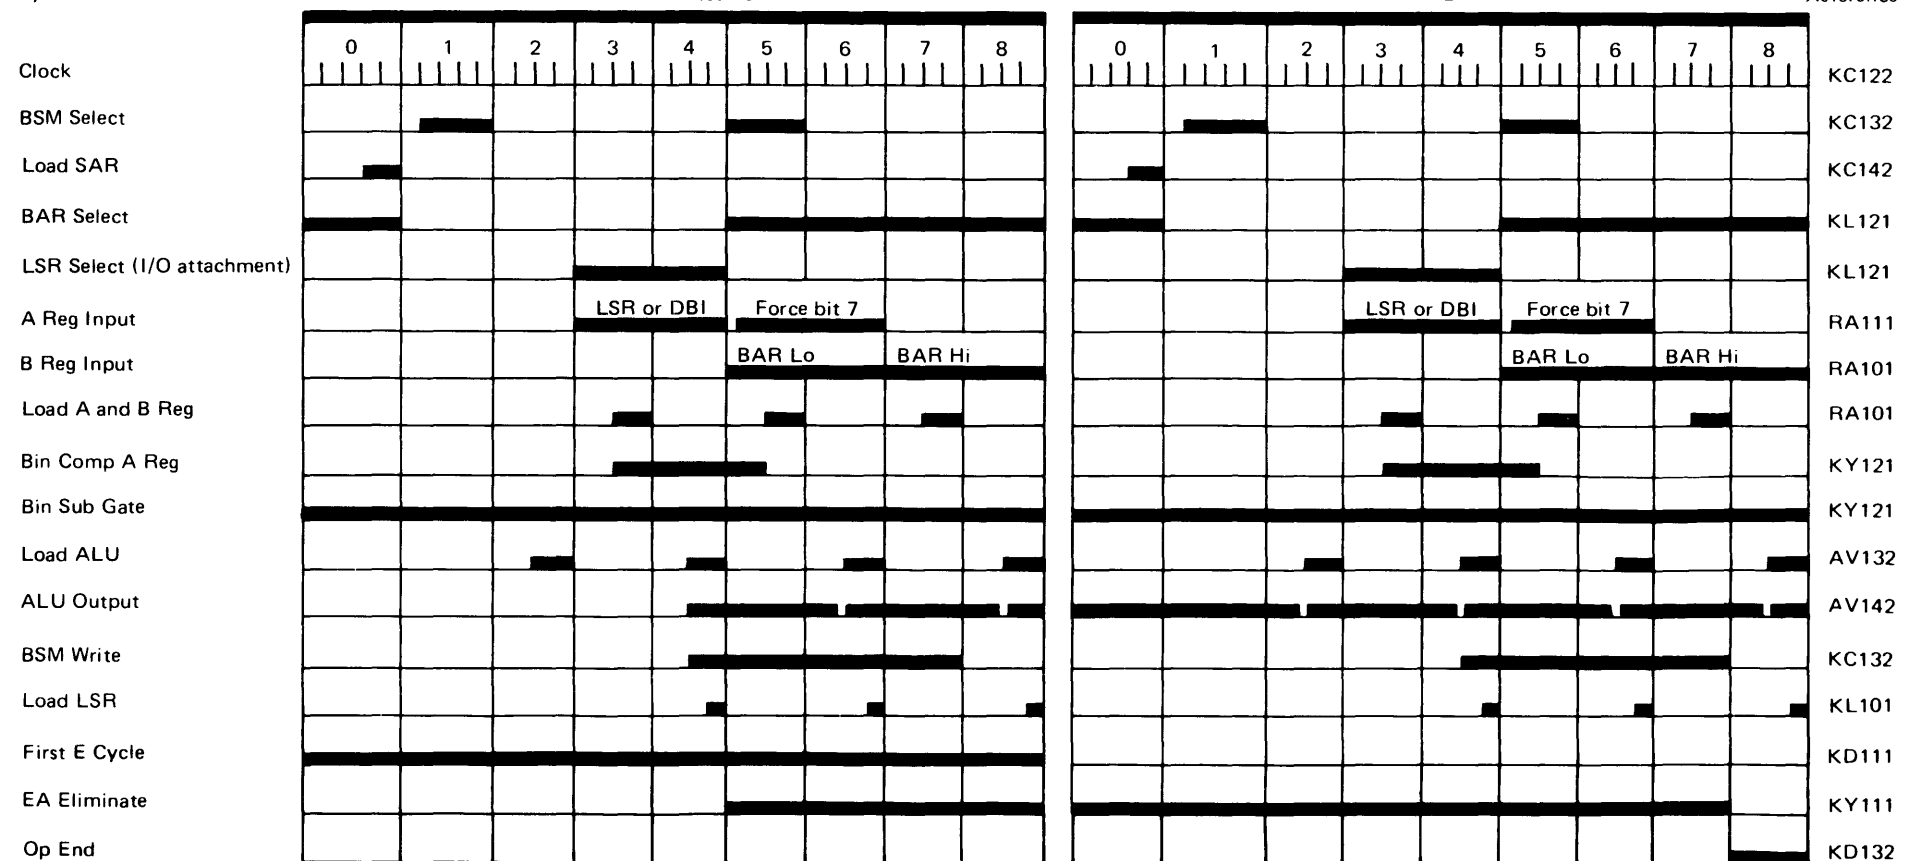 0 1 2 3 4 5 6 7 8 0 1 2 3 4 5 6 7 8
Clock KC122
BSM Select KC132
Load SAR KC142
BAR Select KL121
LSR Select (I/O attachment) KL121
LSR or DBI Force bit 7 LSR or DBI Force bit 7
A Reg Input RA111
BAR Lo BAR Hi BAR Lo BAR Hi
B Reg Input RA101
Load A and B Reg RA101
Bin Comp A Reg KY121
Bin Sub Gate KY121
Load ALU AV132
ALU Output AV142
BSM Write KC132
Load LSR KL101
First E Cycle KD111
EA Eliminate KY111
Op End KD132